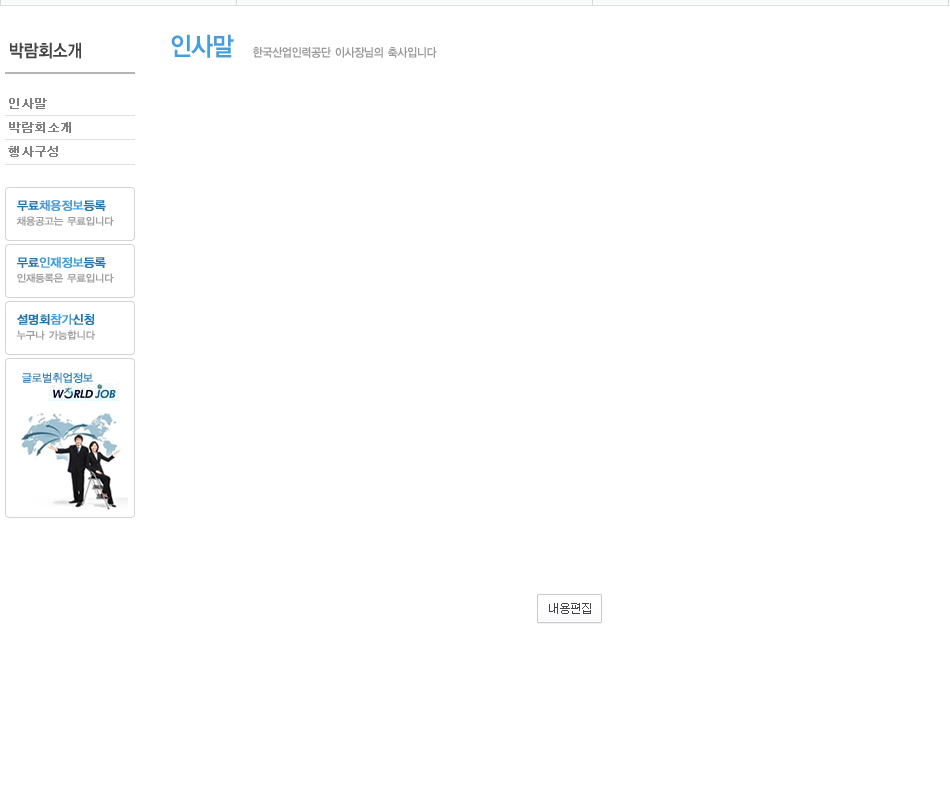 박람회소개
인사말
박람회소개
행사구성
무료채용정보등록
채용공고는 무료입니다
무료인재정보등록
인재등록은 무료입니다
설명회참가신청
누구나 가능합니다
글로벌취업정보
WORLD JOB
인사말 한국산업인력공단 이사장님의 축사입니다
내용편집